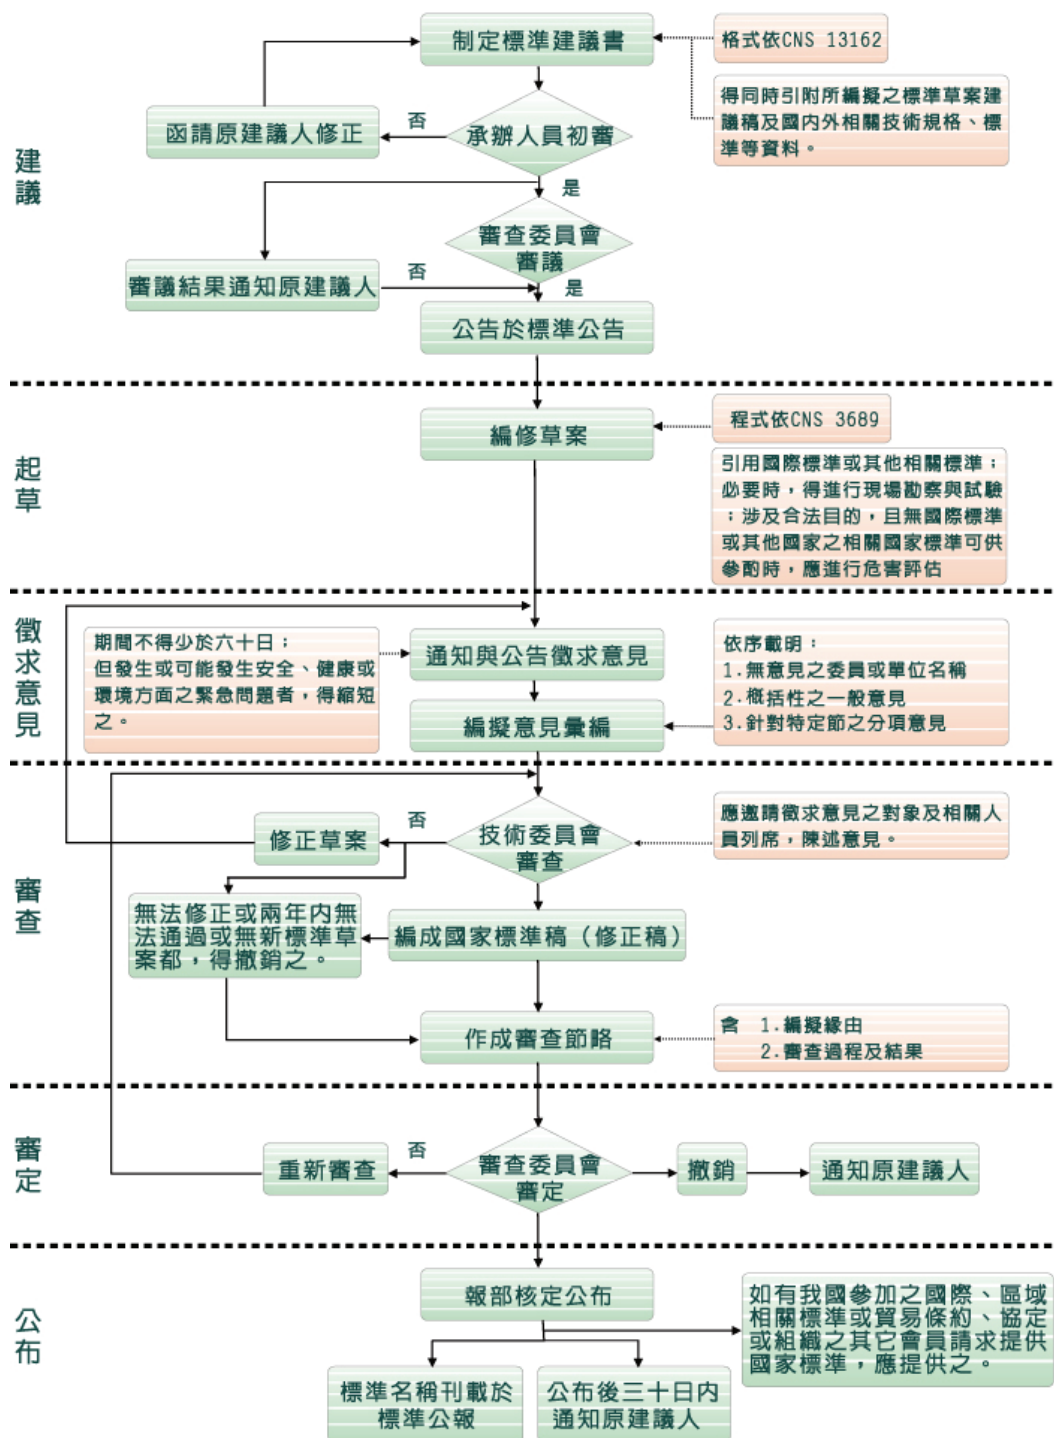 制定標準建議書
格式依CNS 13162
得同時引附所編擬之標準草案建
議稿及國內外相關技術規格、標
準等資料。
函請原建議人修正
否
承辦人員初審
建
議
是
審查委員會
審議
審議結果通知原建議人
否
是
公告於標準公告
起
草
編修草案
程式依CNS 3689
引用國際標準或其他相關標準；
必要時，得進行現場勘察與試驗
；涉及合法目的，且無國際標準
或其他國家之相關國家標準可供
參酌時，應進行危害評估
徵
求
意
見
期間不得少於六十日；
但發生或可能發生安全、健康或
環境方面之緊急問題者，得縮短
之。
通知與公告徵求意見
編擬意見彙編
依序載明：
1.無意見之委員或單位名稱
2.概括性之一般意見
3.針對特定節之分項意見
審
查
修正草案
否
技術委員會
審查
應邀請徵求意見之對象及相關人
員列席，陳述意見。
無法修正或兩年內無
法通過或無新標準草
案都，得撤銷之。
編成國家標準稿（修正稿）
作成審查節略
含 1.編擬緣由
2.審查過程及結果
審
定
重新審查
否
審查委員會
審定
撤銷
通知原建議人
公
布
報部核定公布
如有我國參加之國際、區域
相關標準或貿易條約、協定
或組織之其它會員請求提供
國家標準，應提供之。
標準名稱刊載於
標準公報
公布後三十日內
通知原建議人